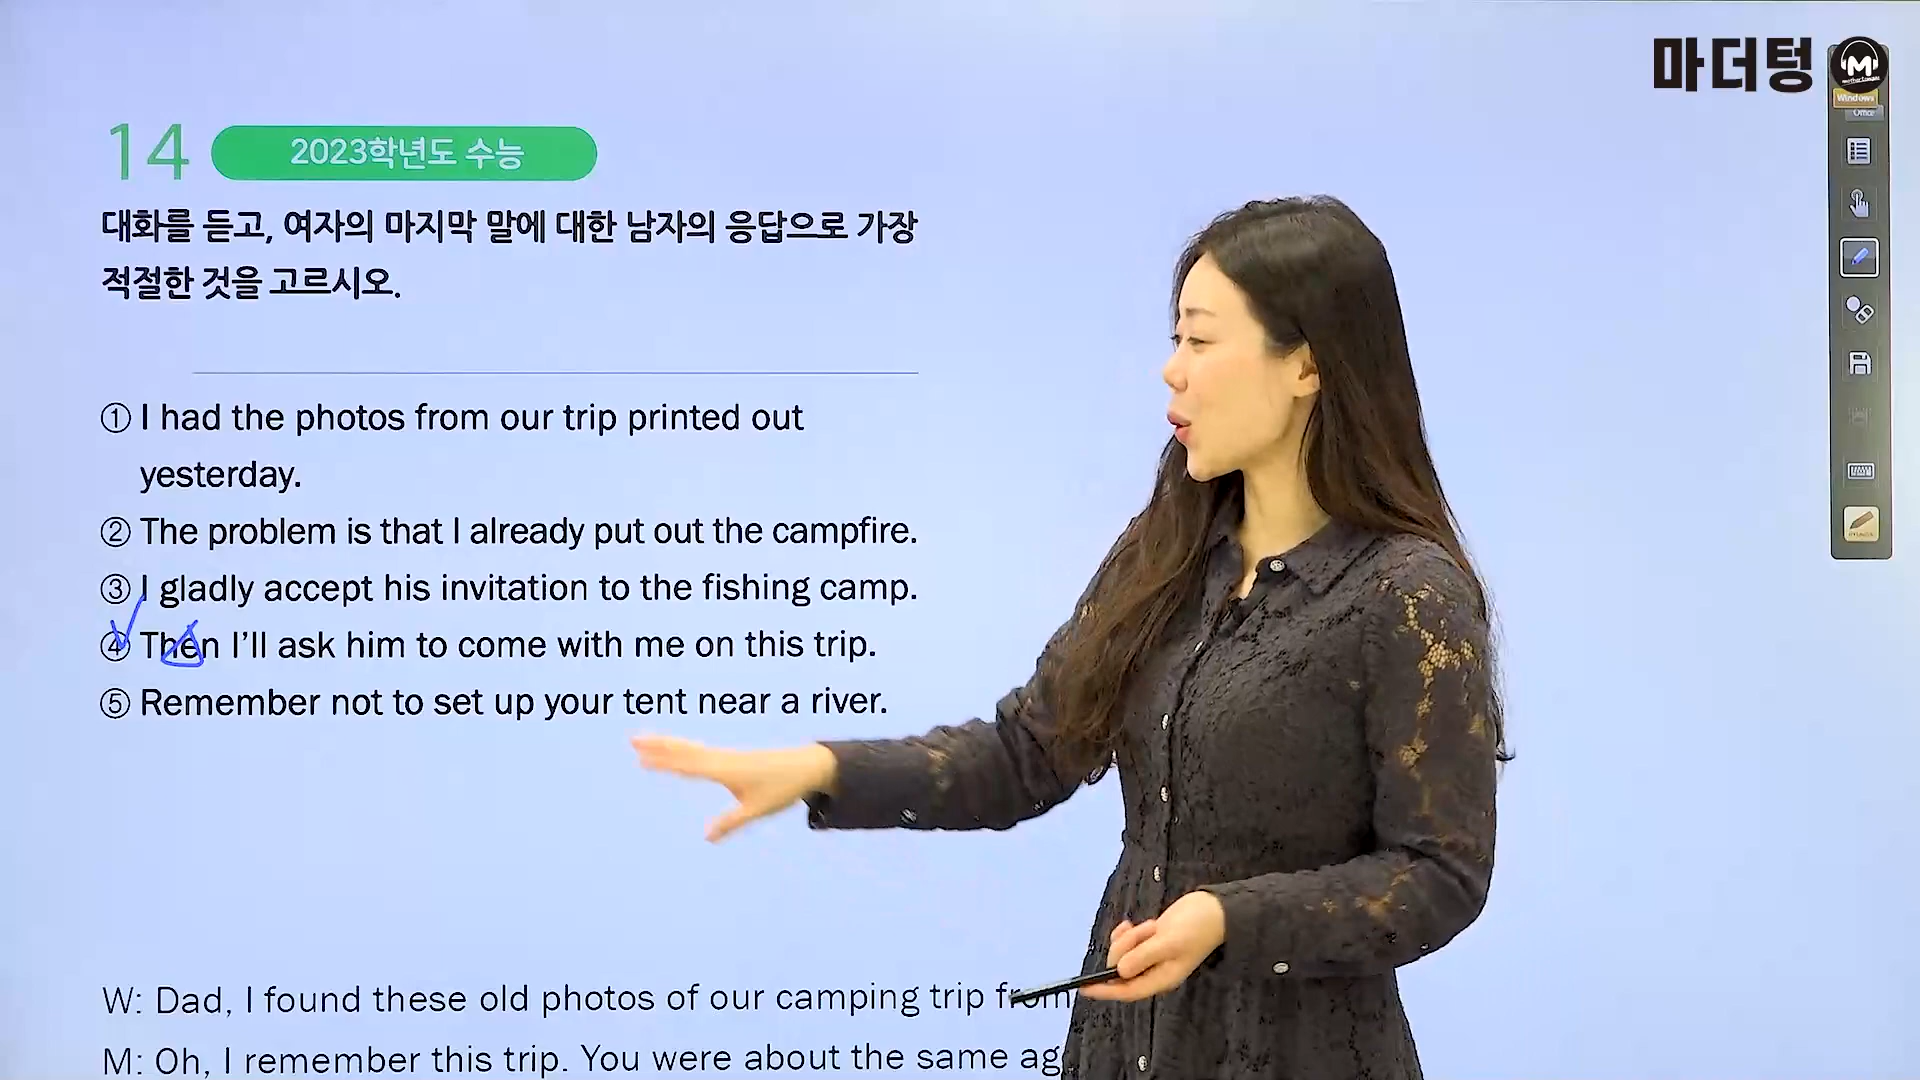 마더텅
M
Windows
Office
14
2023학년도 수능
대화를 듣고, 여자의 마지막 말에 대한 남자의 응답으로 가장
적절한 것을 고르시오.
① I had the photos from our trip printed out
yesterday.
② The problem is that I already put out the campfire.
③ I gladly accept his invitation to the fishing camp.
④ Then I'll ask him to come with me on this trip.
⑤ Remember not to set up your tent near a river.
W: Dad, I found these old photos of our camping trip from
M: Oh, I remember this trip. You were about the same